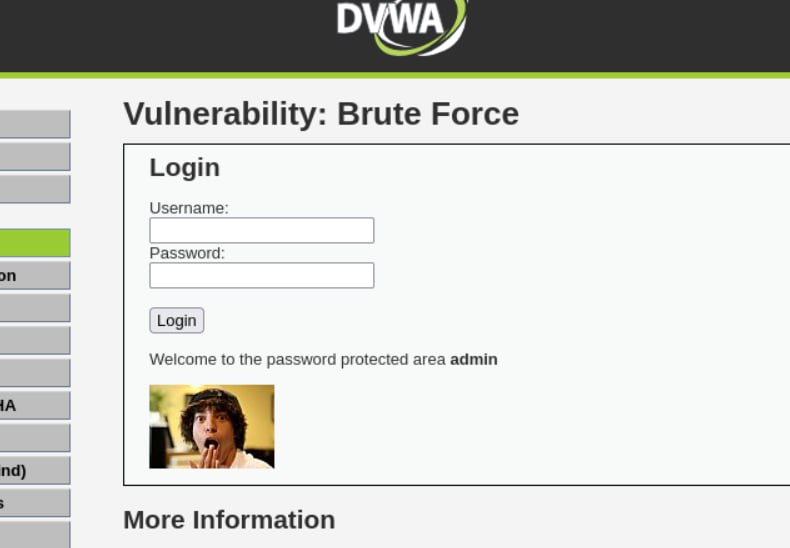 DVWA
Vulnerability: Brute Force
Login
Username:
Password:
Login
Welcome to the password protected area admin
More Information
on
HA
ind)
s